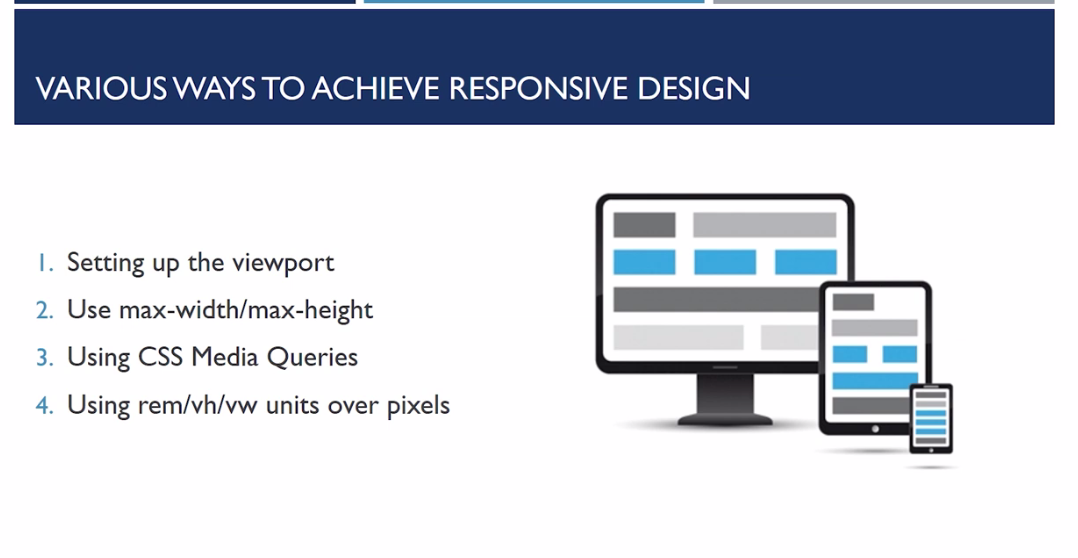 VARIOUS WAYS TO ACHIEVE RESPONSIVE DESIGN
1. Setting up the viewport
2. Use max-width/max-height
3. Using CSS Media Queries
4. Using rem/vh/vw units over pixels